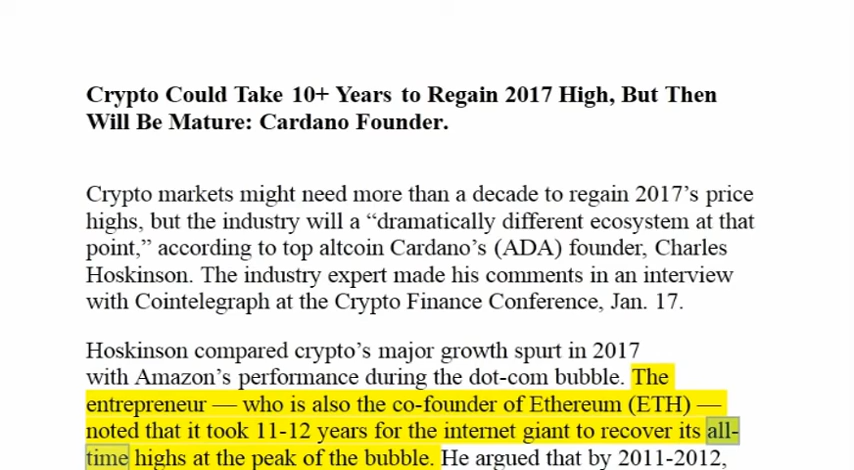 Crypto Could Take 10+ Years to Regain 2017 High, But Then
Will Be Mature: Cardano Founder.
Crypto markets might need more than a decade to regain 2017’s price
highs, but the industry will a “dramatically different ecosystem at that
point,” according to top altcoin Cardano’s (ADA) founder, Charles
Hoskinson. The industry expert made his comments in an interview
with Cointelegraph at the Crypto Finance Conference, Jan. 17.
Hoskinson compared crypto’s major growth spurt in 2017
with Amazon’s performance during the dot-com bubble. The
entrepreneur — who is also the co-founder of Ethereum (ETH) —
noted that it took 11-12 years for the internet giant to recover its all-
time highs at the peak of the bubble. He argued that by 2011-2012,